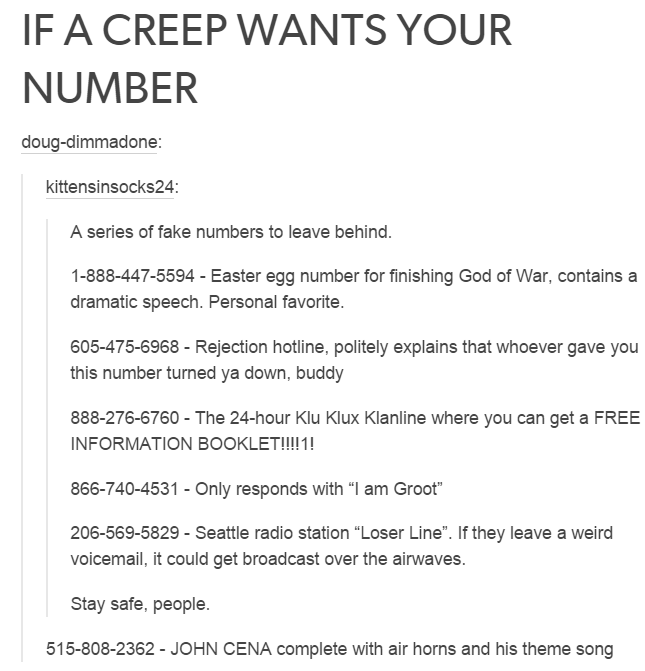 IF A CREEP WANTS YOUR
NUMBER
doug-dimmadone:
kittensinsocks24:
A series of fake numbers to leave behind.
1-888-447-5594 - Easter egg number for finishing God of War, contains a
dramatic speech. Personal favorite.
605-475-6968 - Rejection hotline, politely explains that whoever gave you
this number turned ya down, buddy
888-276-6760 - The 24-hour Klu Klux Klanline where you can get a FREE
INFORMATION BOOKLET!!!!1!
866-740-4531 - Only responds with “I am Groot”
206-569-5829 - Seattle radio station “Loser Line”. If they leave a weird
voicemail, it could get broadcast over the airwaves.
Stay safe, people.
515-808-2362 - JOHN CENA complete with air horns and his theme song